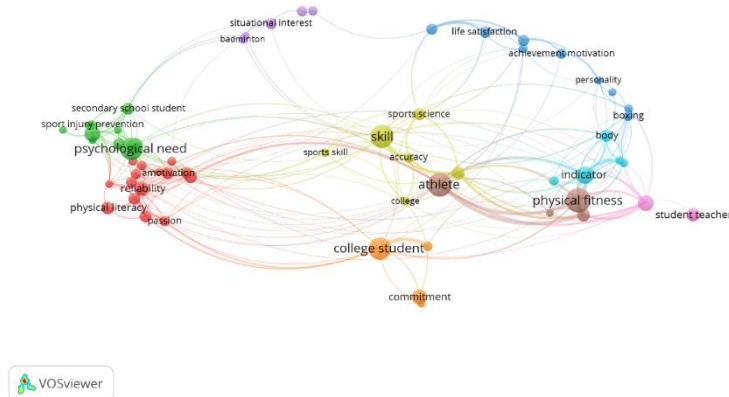 situational interest
badminton
life satisfaction
achievement motivation
personality
secondary school student
sports science
boxing
sport injury prevention
skill
body
psychological need
sports skill
accuracy
amotivation
indicator
reliability
athlete
physical literacy
college
physical fitness
passion
student teacher
college student
commitment
VOSviewer